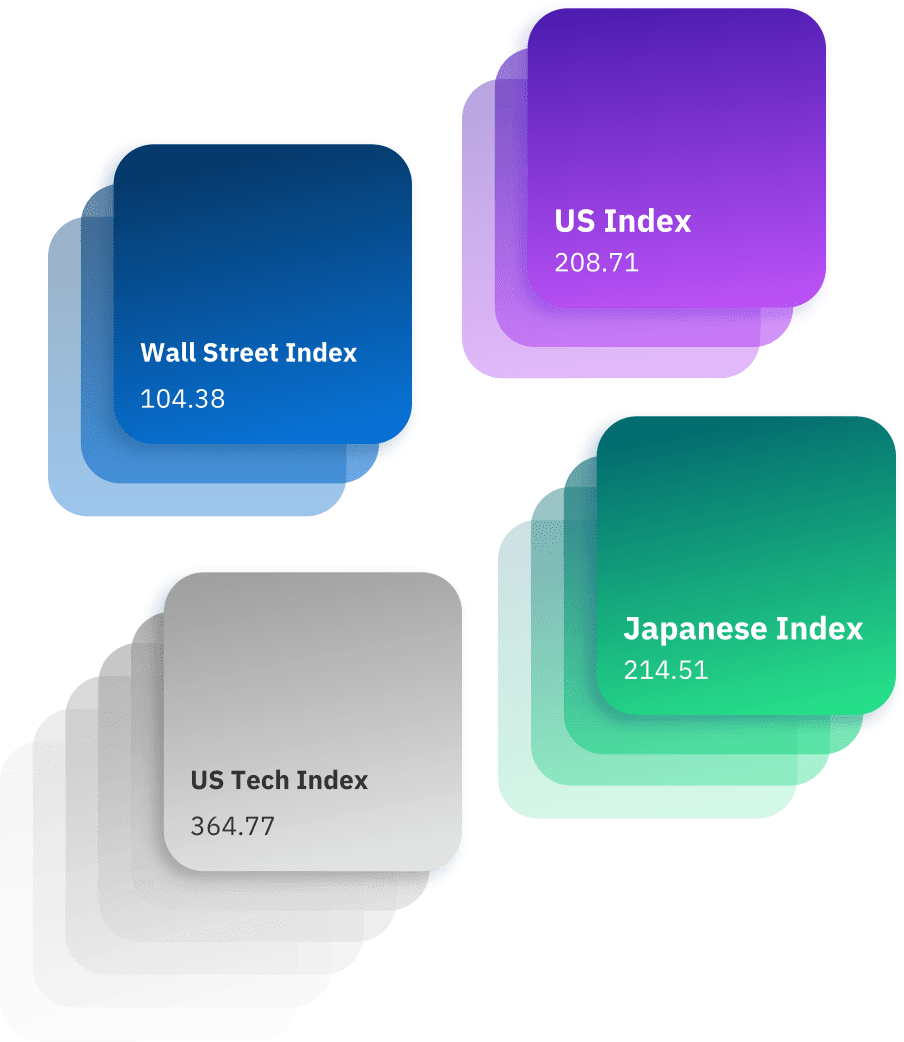 US Index
208.71
Wall Street Index
104.38
Japanese Index
214.51
US Tech Index
364.77